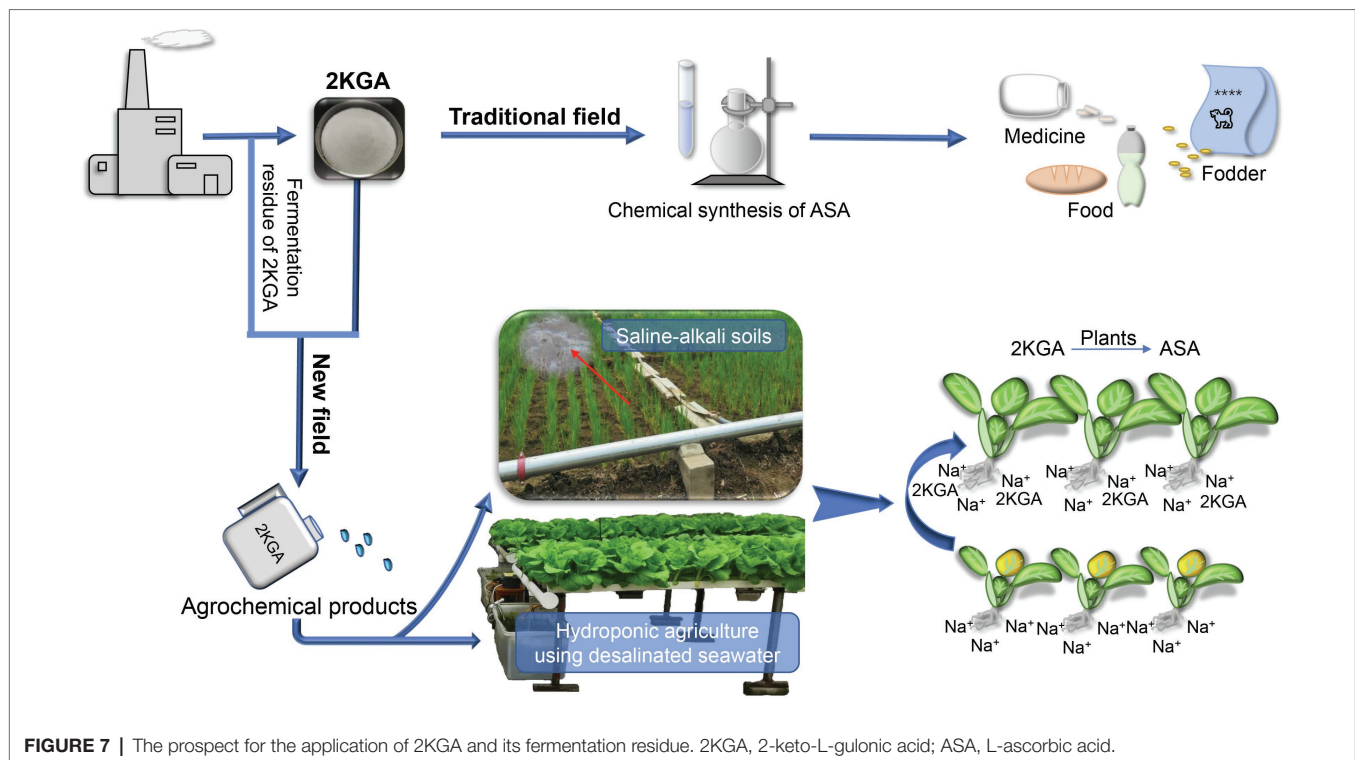 2KGA
Traditional field
Fermentation
residue of 2KGA
Chemical synthesis of ASA
Medicine
****
Fodder
Food
New field
2KGA
Agrochemical products
Saline-alkali soils
Hydroponic agriculture
using desalinated seawater
2KGA Plants ASA
Na⁺ Na⁺ Na⁺ Na⁺ Na⁺ Na⁺
2KGA 2KGA 2KGA 2KGA
Na⁺ Na⁺ Na⁺
Na⁺ Na⁺ Na⁺ Na⁺ Na⁺ Na⁺
Na⁺ Na⁺ Na⁺
FIGURE 7 | The prospect for the application of 2KGA and its fermentation residue. 2KGA, 2-keto-L-gulonic acid; ASA, L-ascorbic acid.